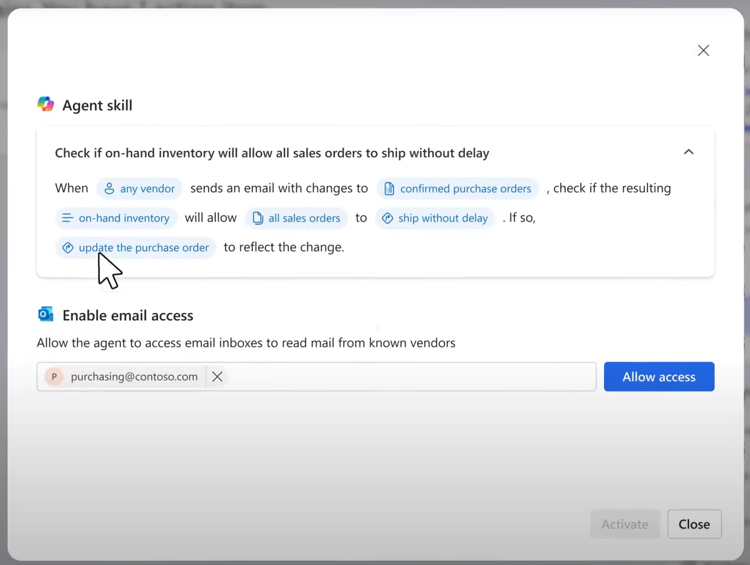 Agent skill
Check if on-hand inventory will allow all sales orders to ship without delay
When any vendor sends an email with changes to confirmed purchase orders , check if the resulting
on-hand inventory will allow all sales orders to ship without delay . If so,
update the purchase order to reflect the change.
Enable email access
Allow the agent to access email inboxes to read mail from known vendors
P purchasing@contoso.com Allow access
Activate Close